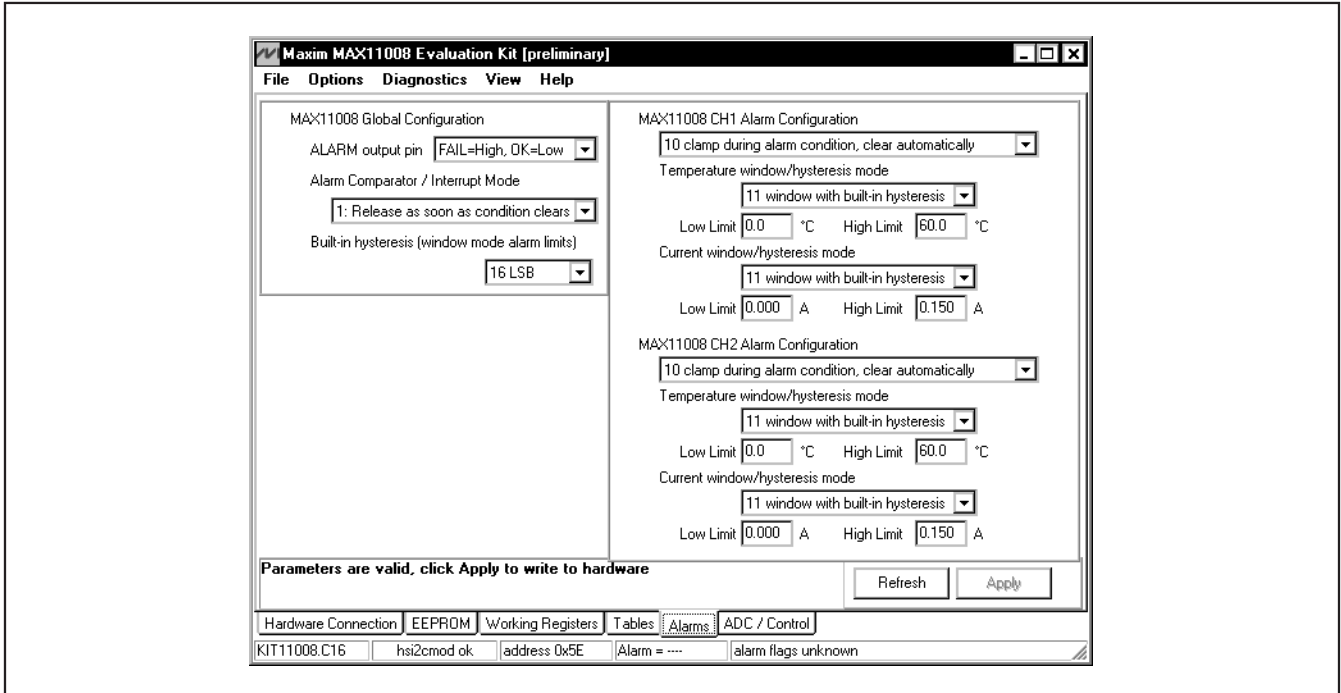 Maxim MAX11008 Evaluation Kit [preliminary]
File Options Diagnostics View Help
MAX11008 Global Configuration
ALARM output pin FAIL=High, OK=Low
Alarm Comparator / Interrupt Mode
1: Release as soon as condition clears
Built-in hysteresis (window mode alarm limits)
16 LSB
MAX11008 CH1 Alarm Configuration
10 clamp during alarm condition, clear automatically
Temperature window/hysteresis mode
11 window with built-in hysteresis
Low Limit 0.0 °C High Limit 60.0 °C
Current window/hysteresis mode
11 window with built-in hysteresis
Low Limit 0.000 A High Limit 0.150 A
MAX11008 CH2 Alarm Configuration
10 clamp during alarm condition, clear automatically
Temperature window/hysteresis mode
11 window with built-in hysteresis
Low Limit 0.0 °C High Limit 60.0 °C
Current window/hysteresis mode
11 window with built-in hysteresis
Low Limit 0.000 A High Limit 0.150 A
Parameters are valid, click Apply to write to hardware
Refresh Apply
Hardware Connection EEPROM Working Registers Tables Alarms ADC / Control
KIT11008.C16 hsi2cmod ok address 0x5E Alarm = ---- alarm flags unknown